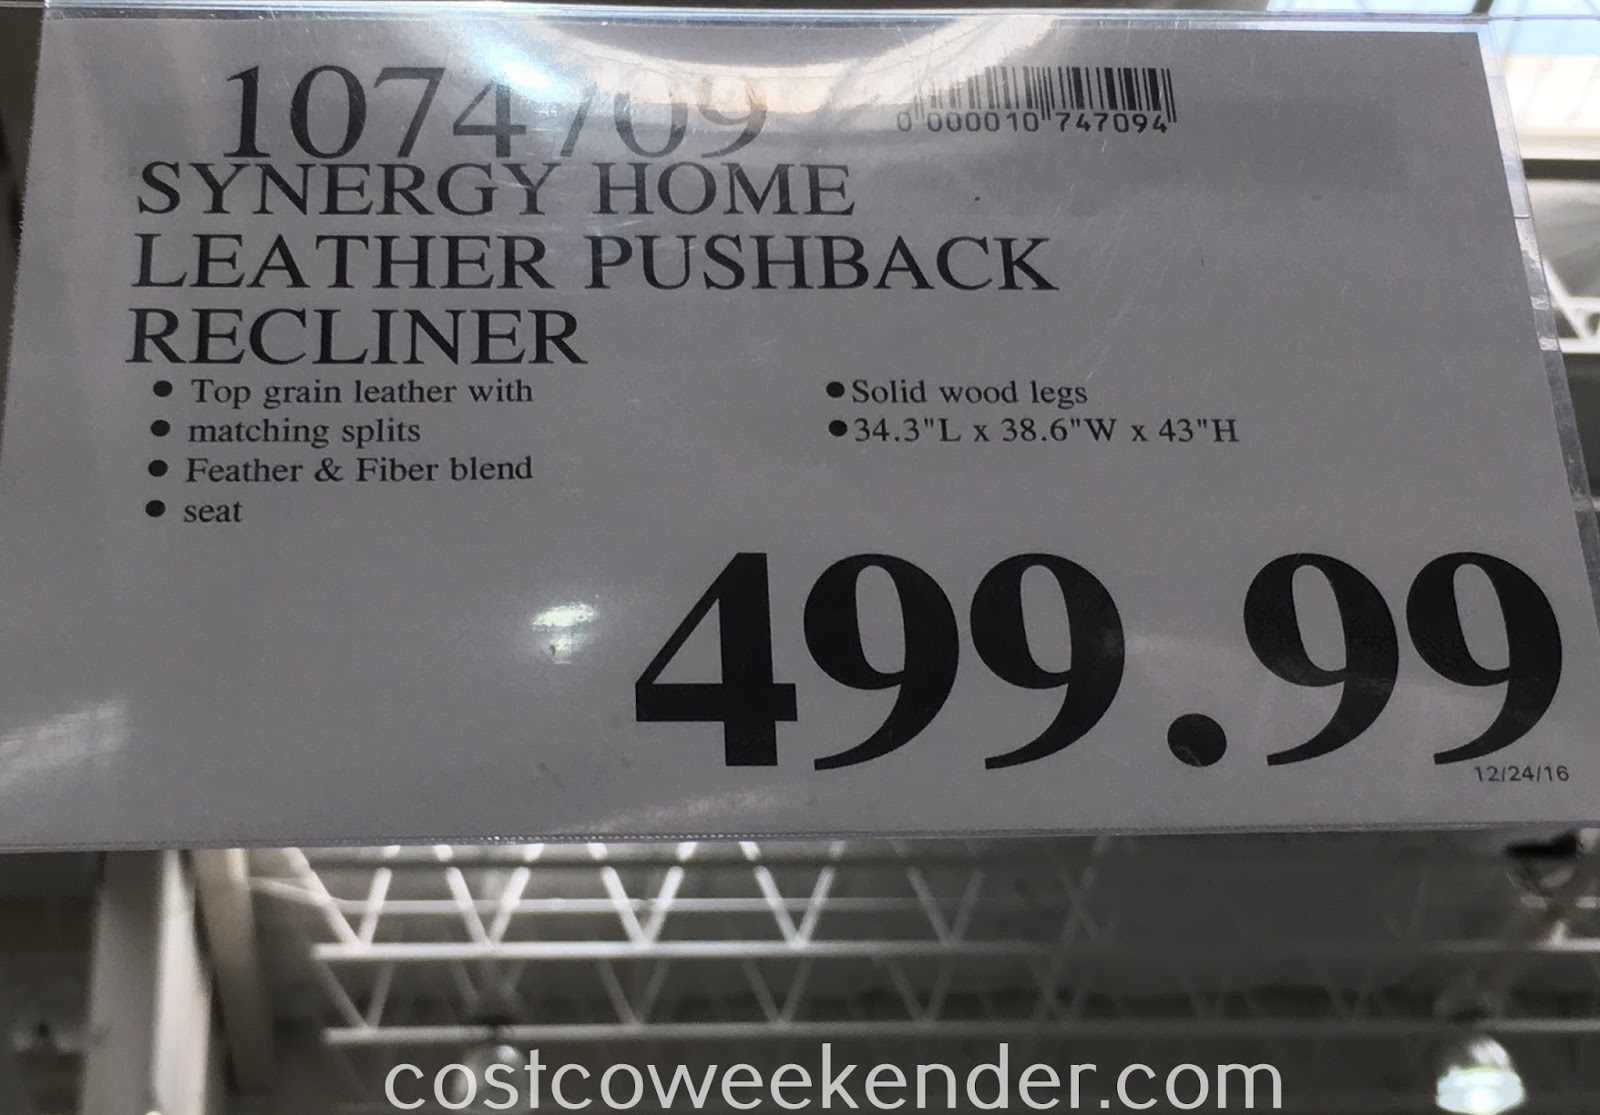 1074709
0 000010 747094
SYNERGY HOME
LEATHER PUSHBACK
RECLINER
• Top grain leather with
• matching splits
• Feather & Fiber blend
• seat
• Solid wood legs
• 34.3"L x 38.6"W x 43"H
499.99
12/24/16
costcoweekender.com